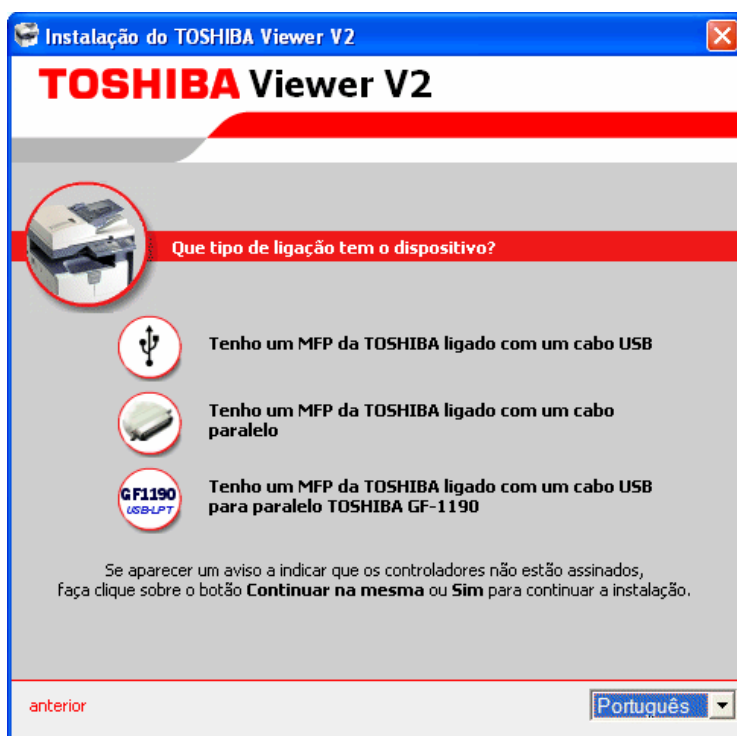 Instalação do TOSHIBA Viewer V2
TOSHIBA Viewer V2
Que tipo de ligação tem o dispositivo?
Tenho um MFP da TOSHIBA ligado com um cabo USB
Tenho um MFP da TOSHIBA ligado com um cabo
paralelo
GF1190
USB-LPT
Tenho um MFP da TOSHIBA ligado com um cabo USB
para paralelo TOSHIBA GF-1190
Se aparecer um aviso a indicar que os controladores não estão assinados,
faça clique sobre o botão Continuar na mesma ou Sim para continuar a instalação.
anterior
Português